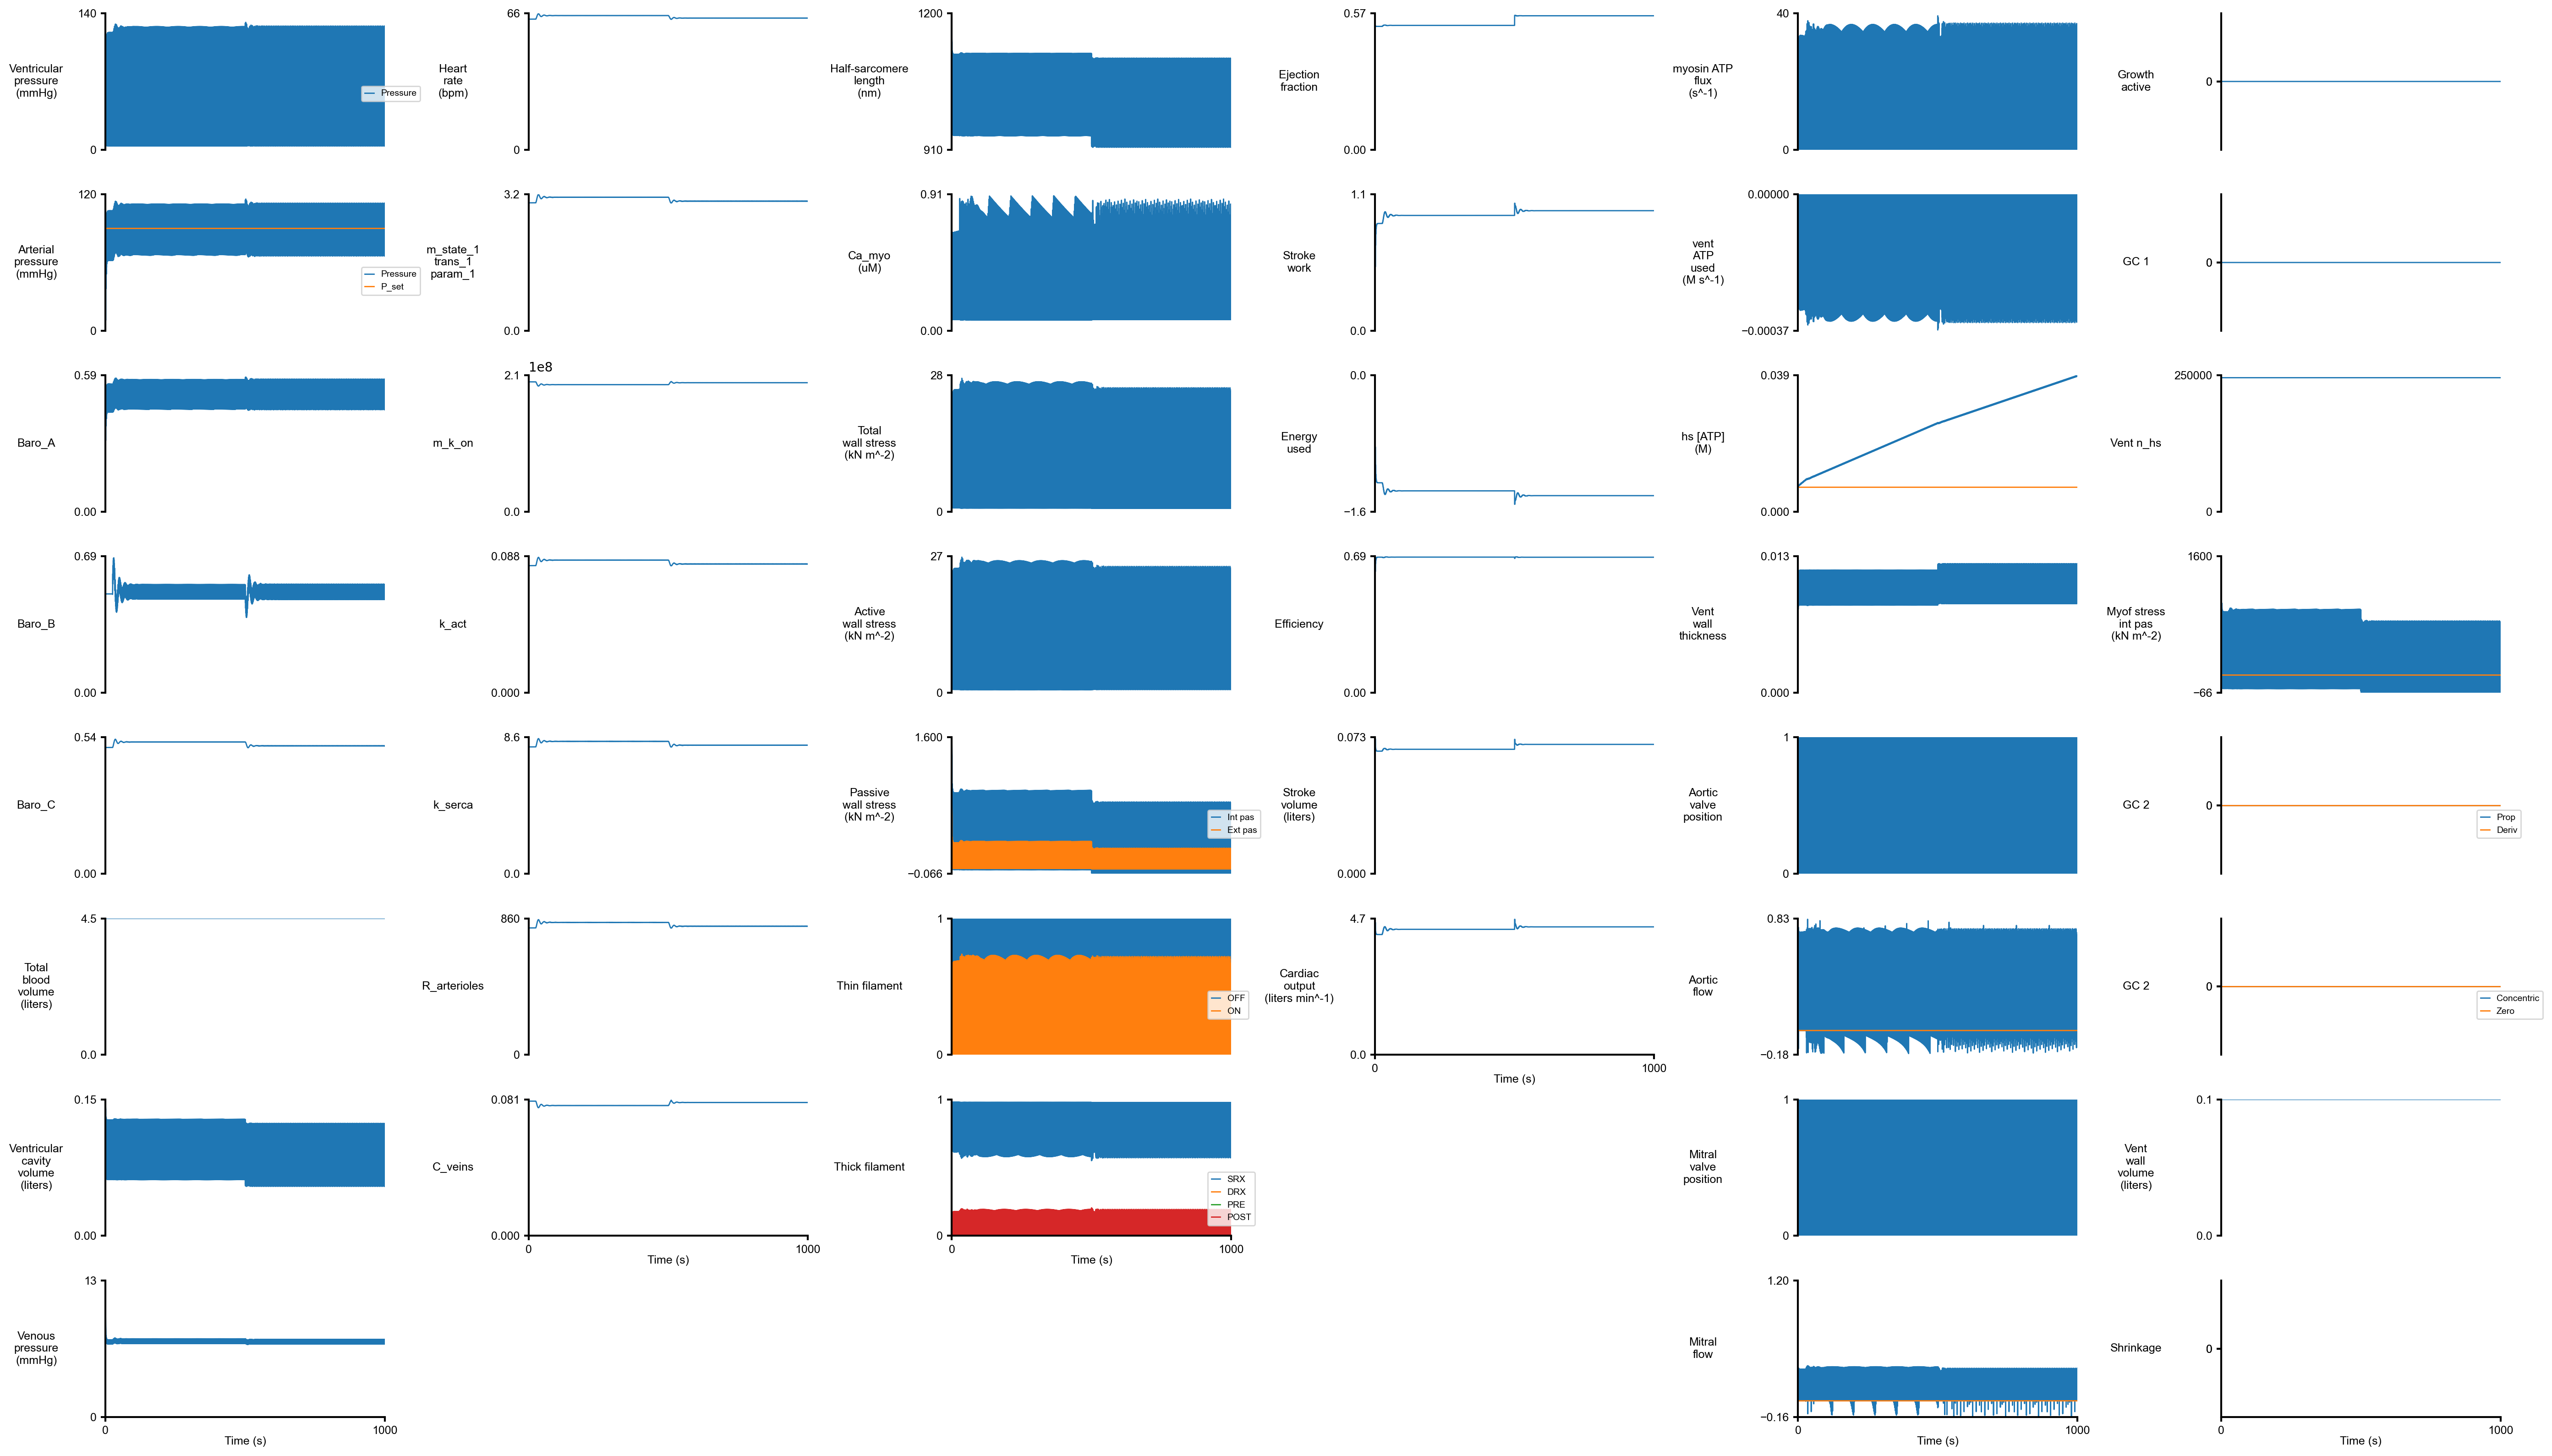 140
Ventricular
pressure
(mmHg)
0
Pressure
66
Heart
rate
(bpm)
0
1200
Half-sarcomere
length
(nm)
910
0.57
Ejection
fraction
0.00
40
myosin ATP
flux
(s^-1)
0
Growth
active
0
120
Arterial
pressure
(mmHg)
0
Pressure
P_set
3.2
m_state_1
trans_1
param_1
0.0
0.91
Ca_myo
(uM)
0.00
1.1
Stroke
work
0.0
0.00000
vent
ATP
used
(M s^-1)
−0.00037
GC 1
0
0.59
Baro_A
0.00
1e8
2.1
m_k_on
0.0
28
Total
wall stress
(kN m^-2)
0
0.0
Energy
used
−1.6
0.039
hs [ATP]
(M)
0.000
250000
Vent n_hs
0
0.69
Baro_B
0.00
0.088
k_act
0.000
27
Active
wall stress
(kN m^-2)
0
0.69
Efficiency
0.00
0.013
Vent
wall
thickness
0.000
1600
Myof stress
int pas
(kN m^-2)
−66
0.54
Baro_C
0.00
8.6
k_serca
0.0
1.600
Passive
wall stress
(kN m^-2)
−0.066
Int pas
Ext pas
0.073
Stroke
volume
(liters)
0.000
1
Aortic
valve
position
0
GC 2
0
Prop
Deriv
4.5
Total
blood
volume
(liters)
0.0
860
R_arterioles
0
1
Thin filament
0
OFF
ON
4.7
Cardiac
output
(liters min^-1)
0.0
0
1000
Time (s)
0.83
Aortic
flow
−0.18
GC 2
0
Concentric
Zero
0.15
Ventricular
cavity
volume
(liters)
0.00
0.081
C_veins
0.000
0
1000
Time (s)
1
Thick filament
0
SRX
DRX
PRE
POST
0
1000
Time (s)
1
Mitral
valve
position
0
0.1
Vent
wall
volume
(liters)
0.0
13
Venous
pressure
(mmHg)
0
0
1000
Time (s)
1.20
Mitral
flow
−0.16
0
1000
Time (s)
Shrinkage
0
0
1000
Time (s)